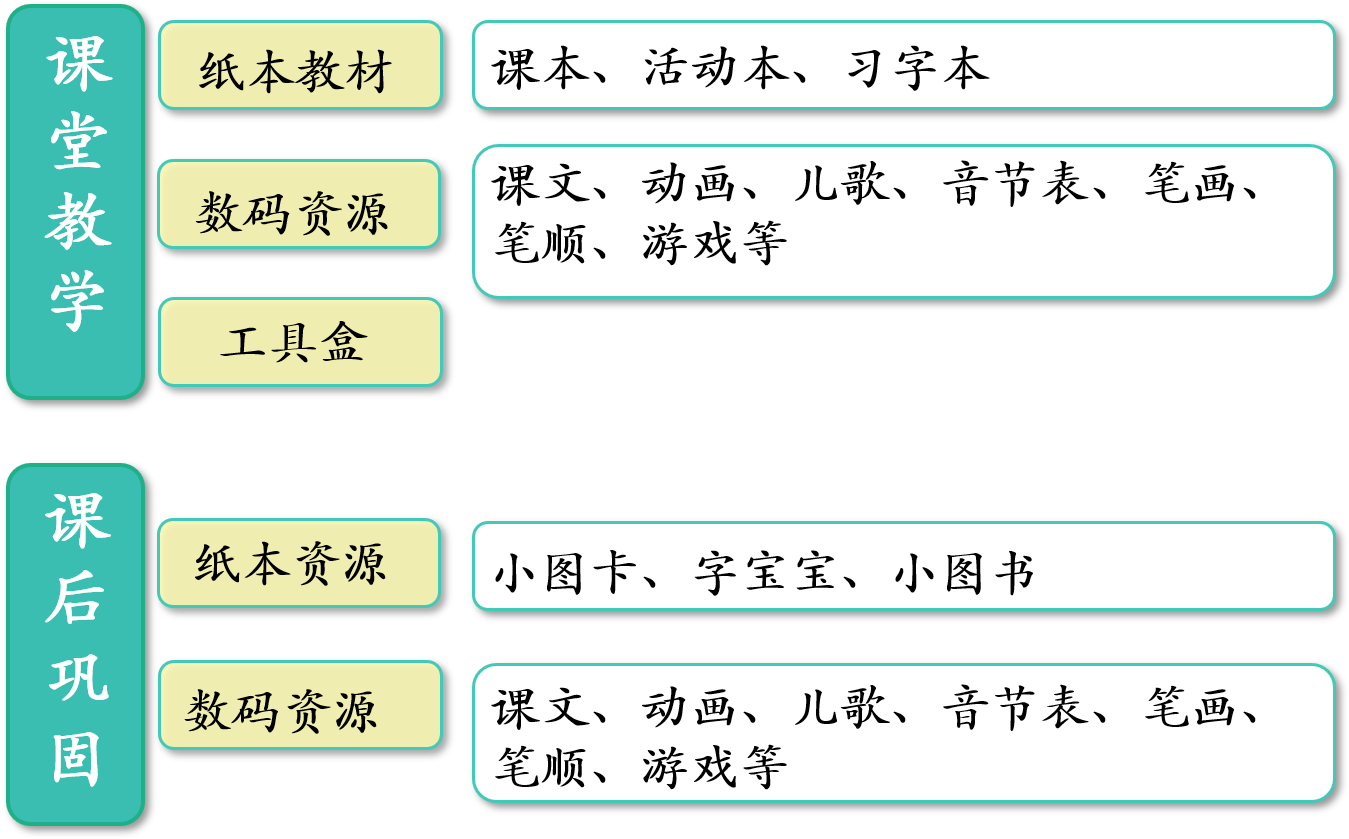 课堂教学
纸本教材
课本、活动本、习字本
数码资源
课文、动画、儿歌、音节表、笔画、
笔顺、游戏等
工具盒
课后巩固
纸本资源
小图卡、字宝宝、小图书
数码资源
课文、动画、儿歌、音节表、笔画、
笔顺、游戏等